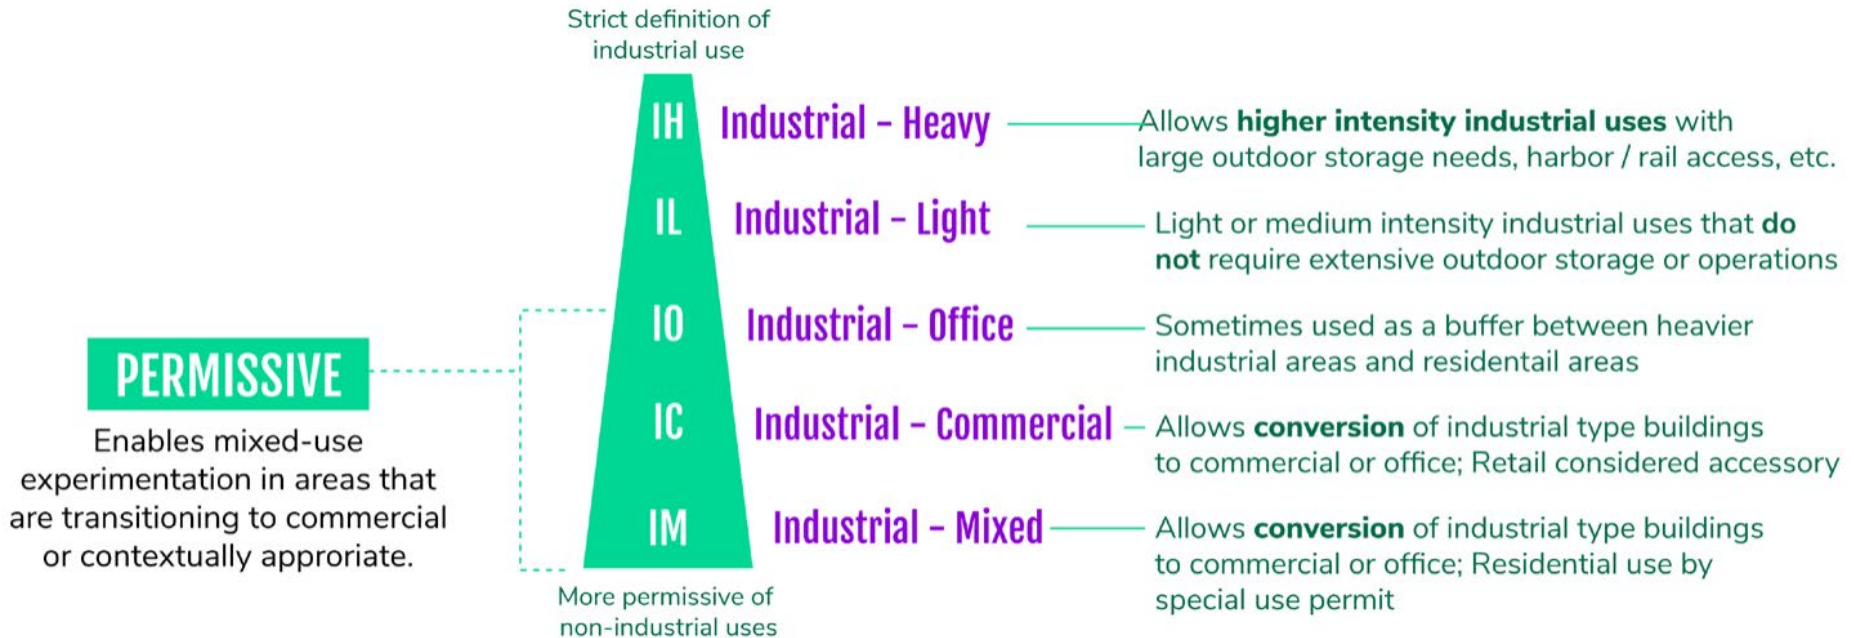 Strict definition of
industrial use
IH Industrial – Heavy
Allows higher intensity industrial uses with
large outdoor storage needs, harbor / rail access, etc.
IL Industrial – Light
Light or medium intensity industrial uses that do
not require extensive outdoor storage or operations
IO Industrial – Office
Sometimes used as a buffer between heavier
industrial areas and residentail areas
IC Industrial – Commercial
Allows conversion of industrial type buildings
to commercial or office; Retail considered accessory
IM Industrial – Mixed
Allows conversion of industrial type buildings
to commercial or office; Residential use by
special use permit
More permissive of
non-industrial uses
PERMISSIVE
Enables mixed-use
experimentation in areas that
are transitioning to commercial
or contextually approriate.